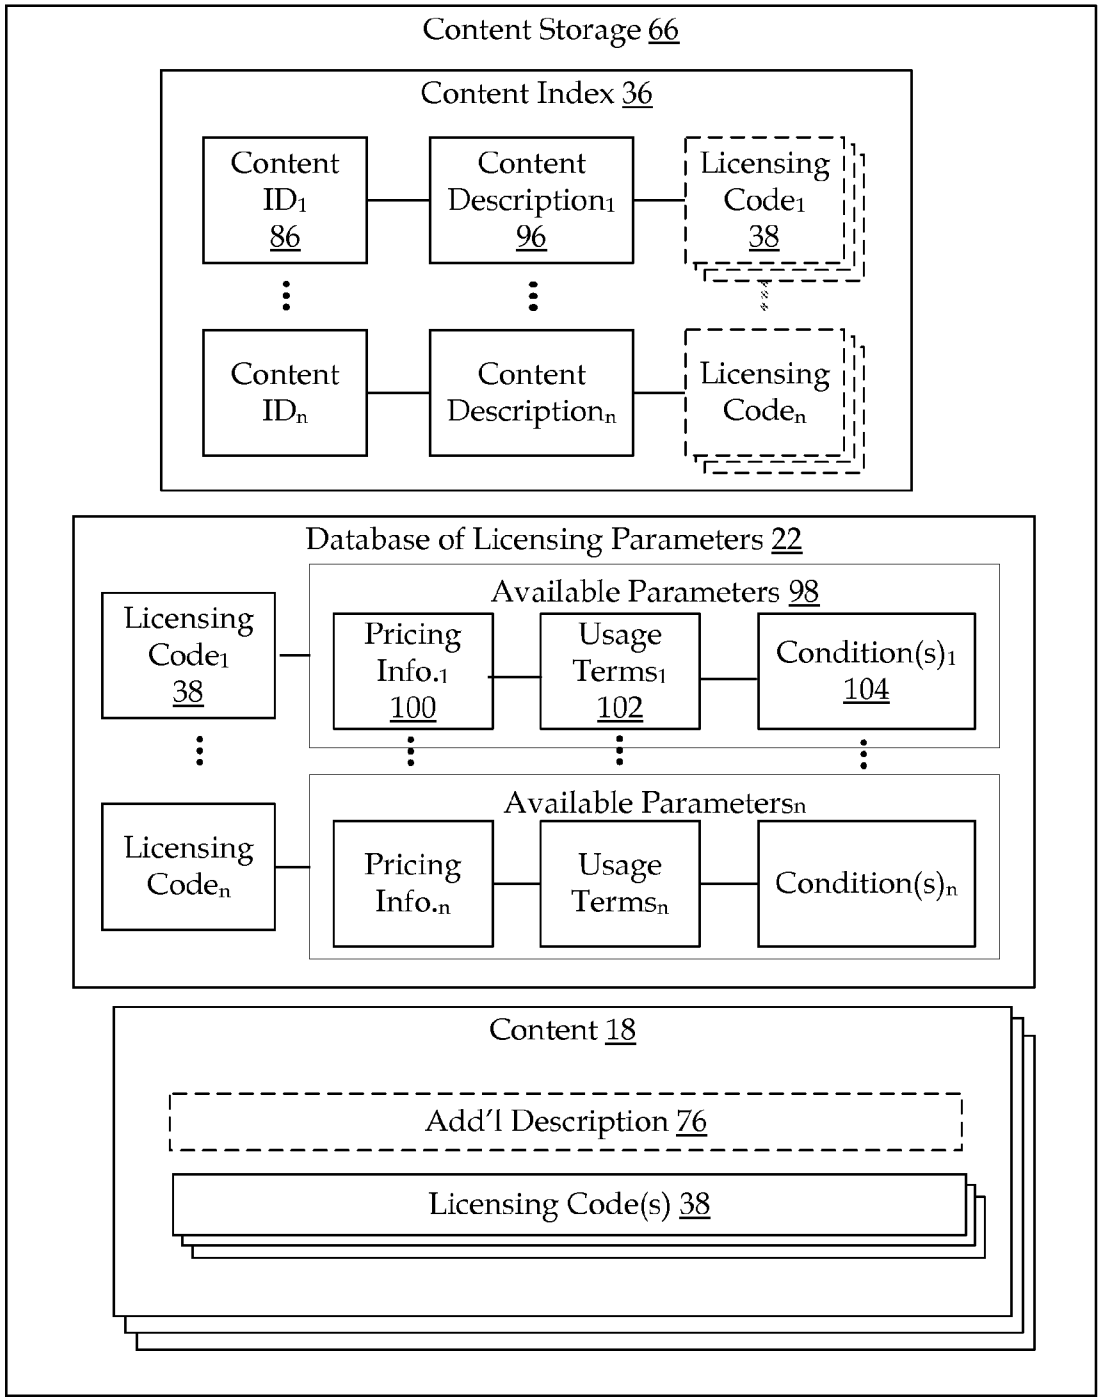 Content Storage 66
Content Index 36
Content
ID1
86
Content
Description1
96
Licensing
Code1
38
Content
IDn
Content
Descriptionn
Licensing
Coden
Database of Licensing Parameters 22
Licensing
Code1
38
Available Parameters 98
Pricing
Info.1
100
Usage
Terms1
102
Condition(s)1
104
Licensing
Coden
Available Parametersn
Pricing
Info.n
Usage
Termsn
Condition(s)n
Content 18
Add'l Description 76
Licensing Code(s) 38